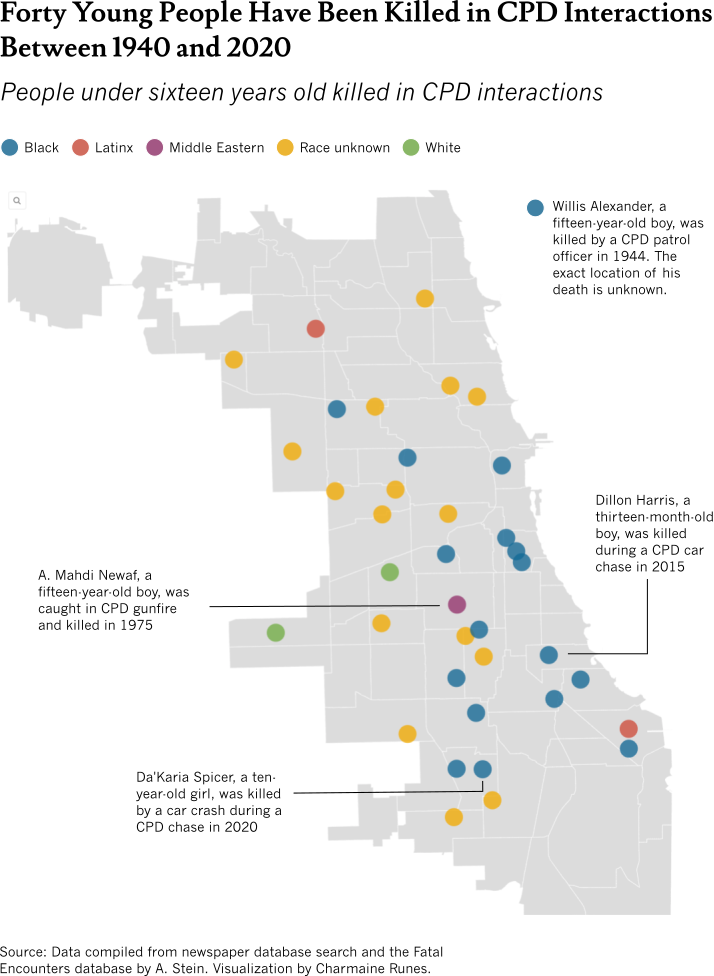 Forty Young People Have Been Killed in CPD Interactions
Between 1940 and 2020
People under sixteen years old killed in CPD interactions
Black Latinx Middle Eastern Race unknown White
Willis Alexander, a
fifteen-year-old boy, was
killed by a CPD patrol
officer in 1944. The
exact location of his
death is unknown.
Dillon Harris, a
thirteen-month-old
boy, was killed
during a CPD car
chase in 2015
A. Mahdi Newaf, a
fifteen-year-old boy, was
caught in CPD gunfire
and killed in 1975
Da'Karia Spicer, a ten-
year-old girl, was killed
by a car crash during a
CPD chase in 2020
Source: Data compiled from newspaper database search and the Fatal
Encounters database by A. Stein. Visualization by Charmaine Runes.